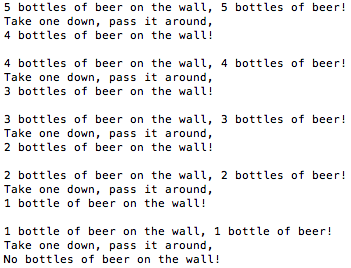 5 bottles of beer on the wall, 5 bottles of beer!
Take one down, pass it around,
4 bottles of beer on the wall!

4 bottles of beer on the wall, 4 bottles of beer!
Take one down, pass it around,
3 bottles of beer on the wall!

3 bottles of beer on the wall, 3 bottles of beer!
Take one down, pass it around,
2 bottles of beer on the wall!

2 bottles of beer on the wall, 2 bottles of beer!
Take one down, pass it around,
1 bottle of beer on the wall!

1 bottle of beer on the wall, 1 bottle of beer!
Take one down, pass it around,
No bottles of beer on the wall!